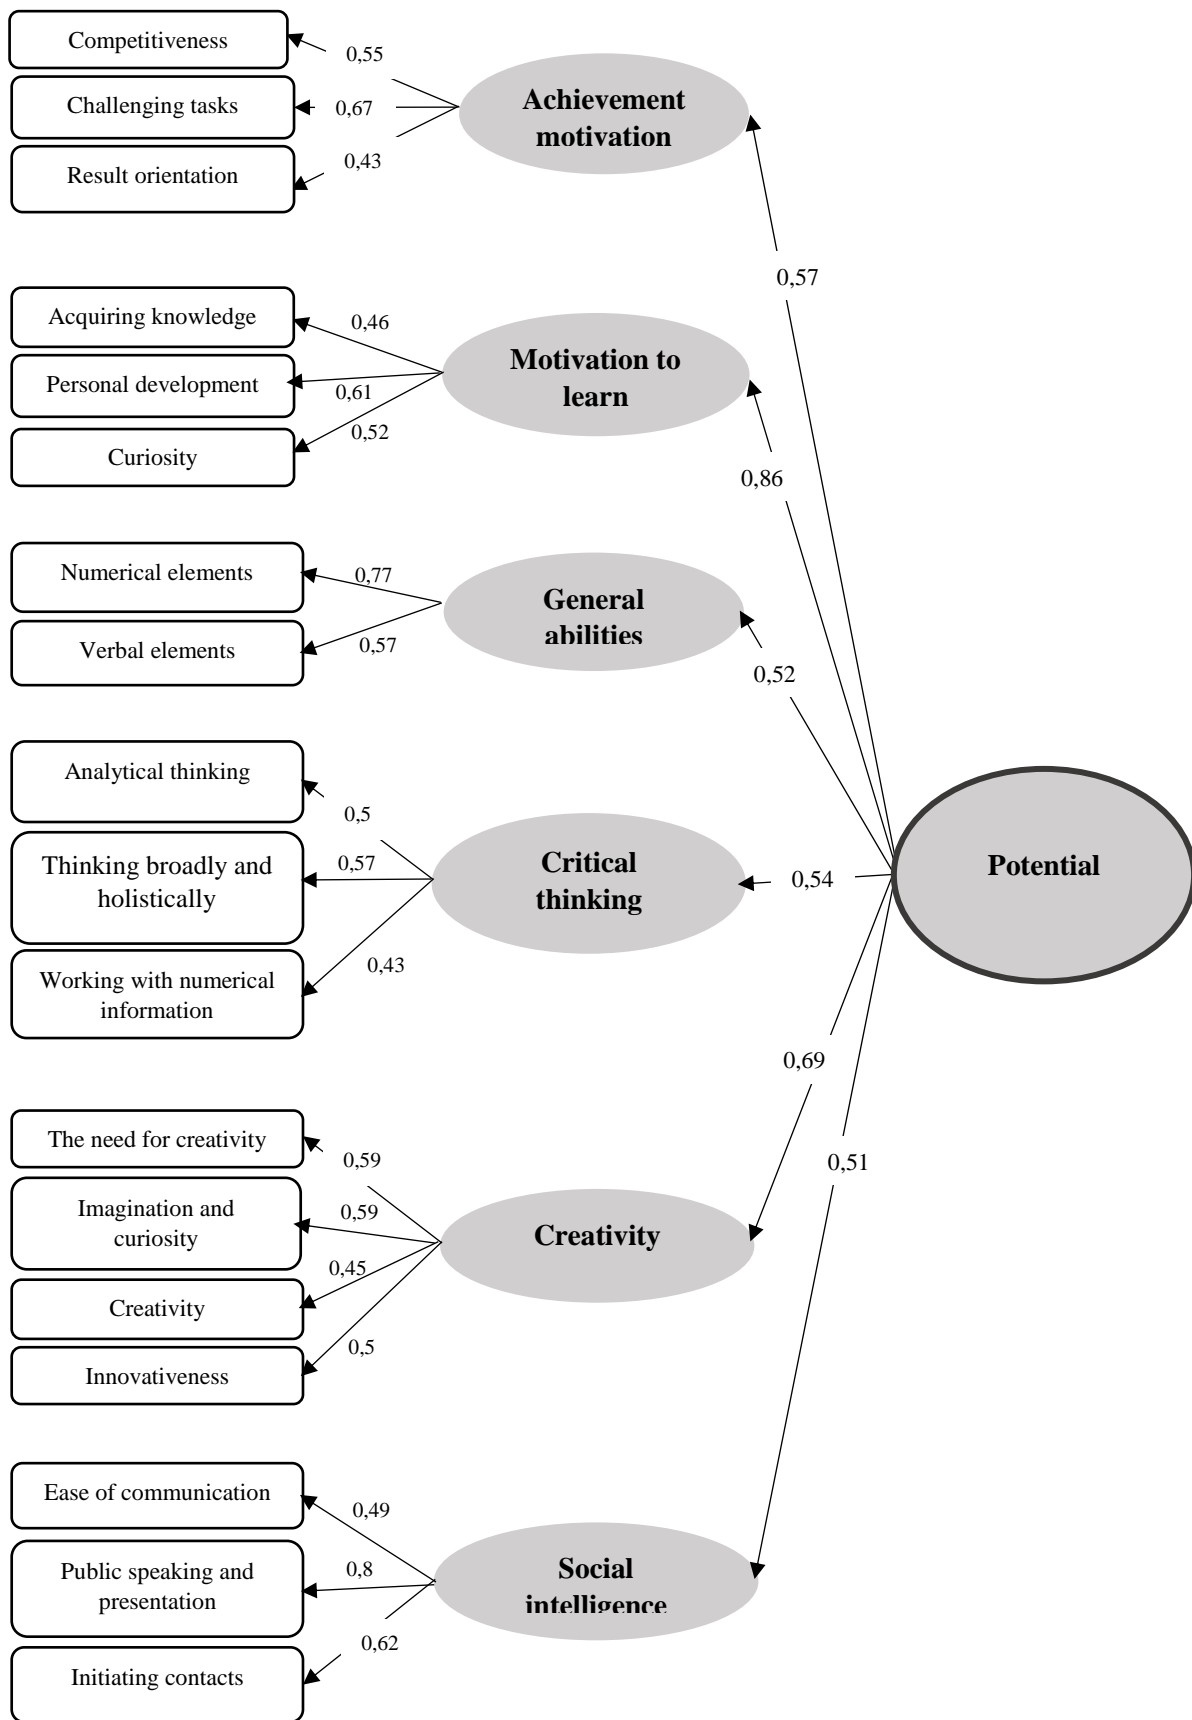 Competitiveness
0,55
Challenging tasks
0,67
Result orientation
0,43
Achievement
motivation
0,57
Acquiring knowledge
0,46
Personal development
0,61
Curiosity
0,52
Motivation to
learn
0,86
Numerical elements
0,77
Verbal elements
0,57
General
abilities
0,52
Analytical thinking
0,5
Thinking broadly and
holistically
0,57
Working with numerical
information
0,43
Critical
thinking
0,54
Potential
The need for creativity
0,59
Imagination and
curiosity
0,59
Creativity
0,45
Innovativeness
0,5
Creativity
0,69
Ease of communication
0,49
Public speaking and
presentation
0,8
Initiating contacts
0,62
Social
intelligence
0,51